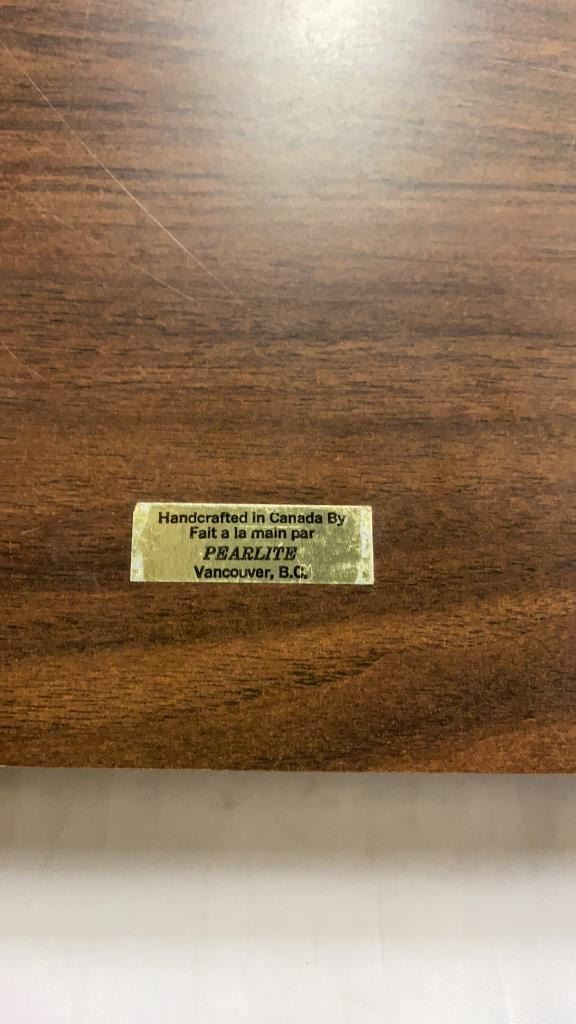 Handcrafted in Canada By
Fait a la main par
PEARLITE
Vancouver, B.C.